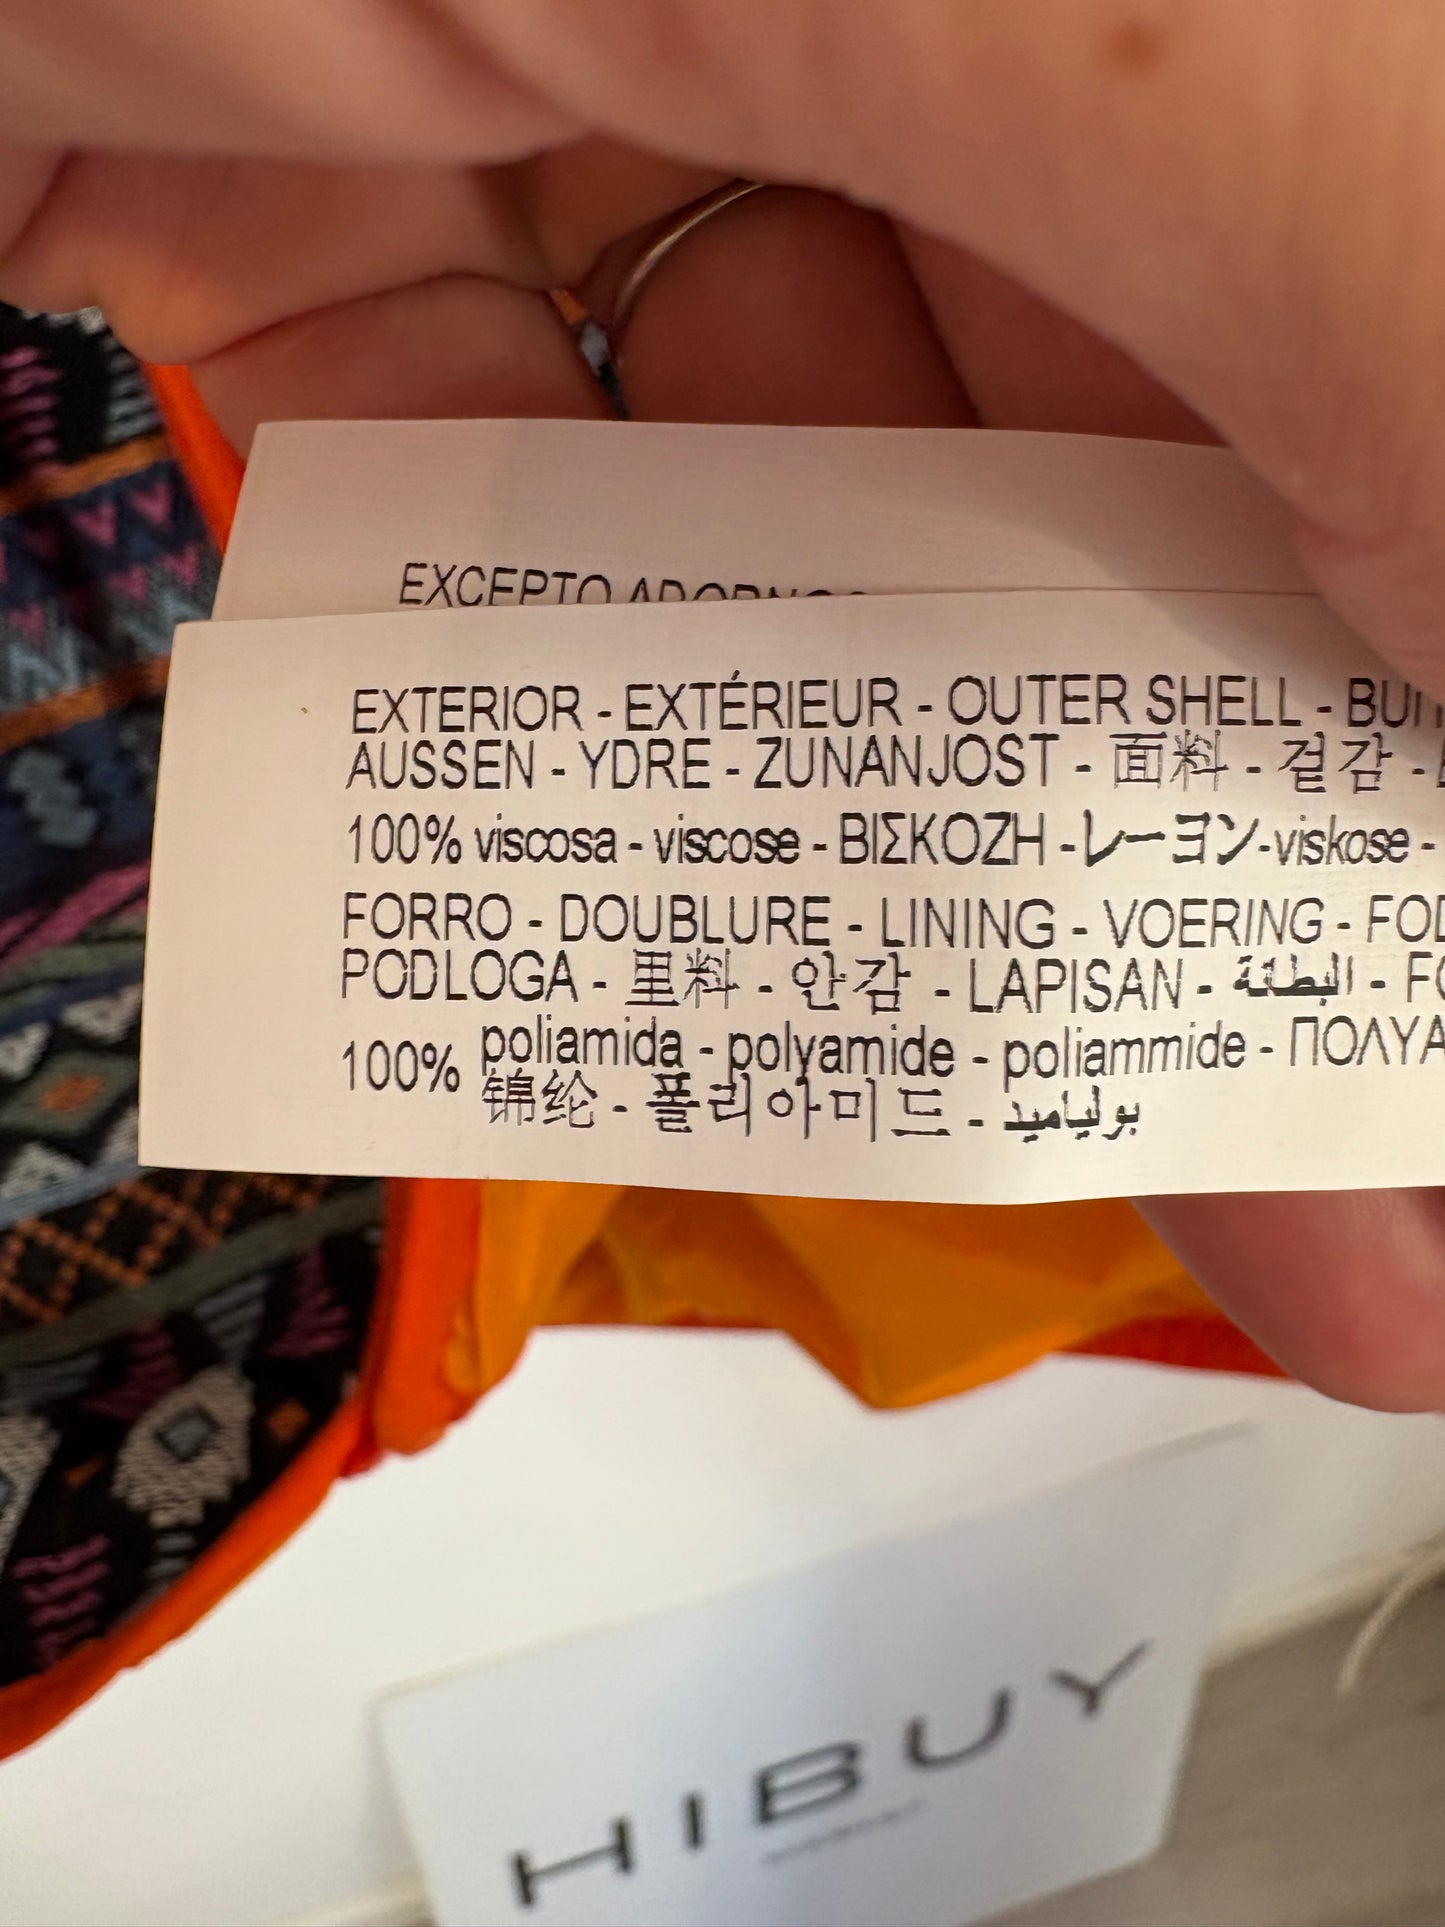 EXCEPTO ADORNOS
EXTERIOR - EXTÉRIEUR - OUTER SHELL -
AUSSEN - YDRE - ZUNANJOST - 面料 - 겉감 -
100% viscosa - viscose - ΒΙΣΚΟΖΗ -レーヨン-viskose -
FORRO - DOUBLURE - LINING - VOERING -
PODLOGA - 里料 - 안감 - LAPISAN - البطانة -
100% poliamida - polyamide - poliammide -
锦纶 - 폴리아미드 - بولياميد
HIBUY